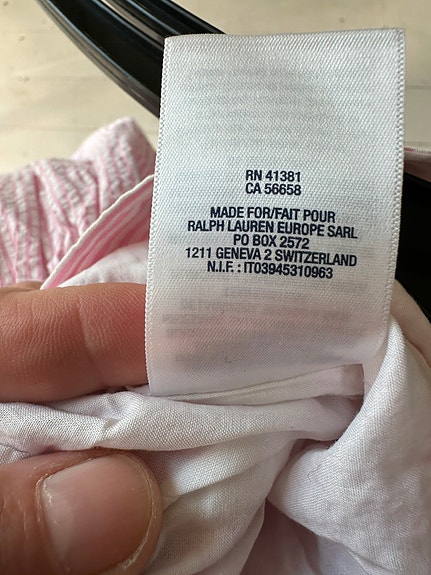 RN 41381
CA 56658
MADE FOR/FAIT POUR
RALPH LAUREN EUROPE SARL
PO BOX 2572
1211 GENEVA 2 SWITZERLAND
N.I.F. : IT03945310963